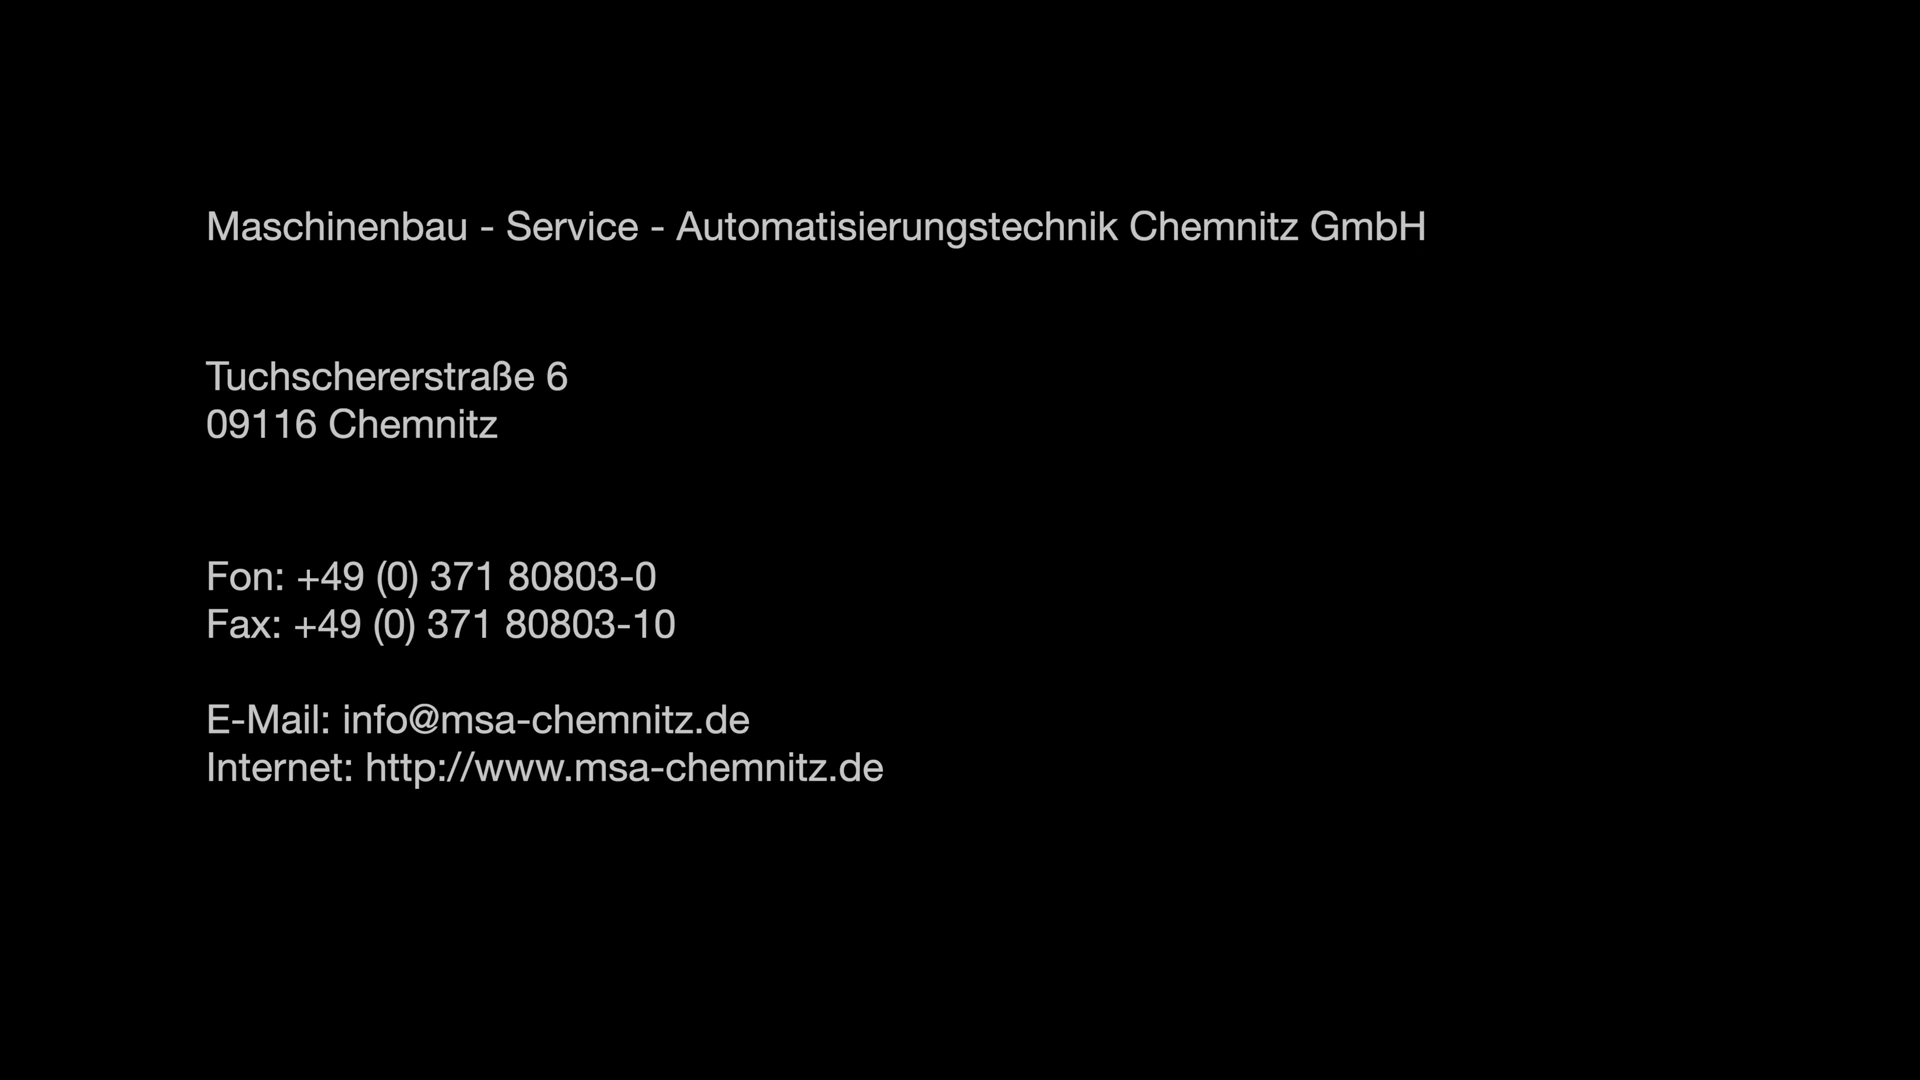 Maschinenbau - Service - Automatisierungstechnik Chemnitz GmbH
Tuchschererstraße 6
09116 Chemnitz
Fon: +49 (0) 371 80803-0
Fax: +49 (0) 371 80803-10
E-Mail: info@msa-chemnitz.de
Internet: http://www.msa-chemnitz.de